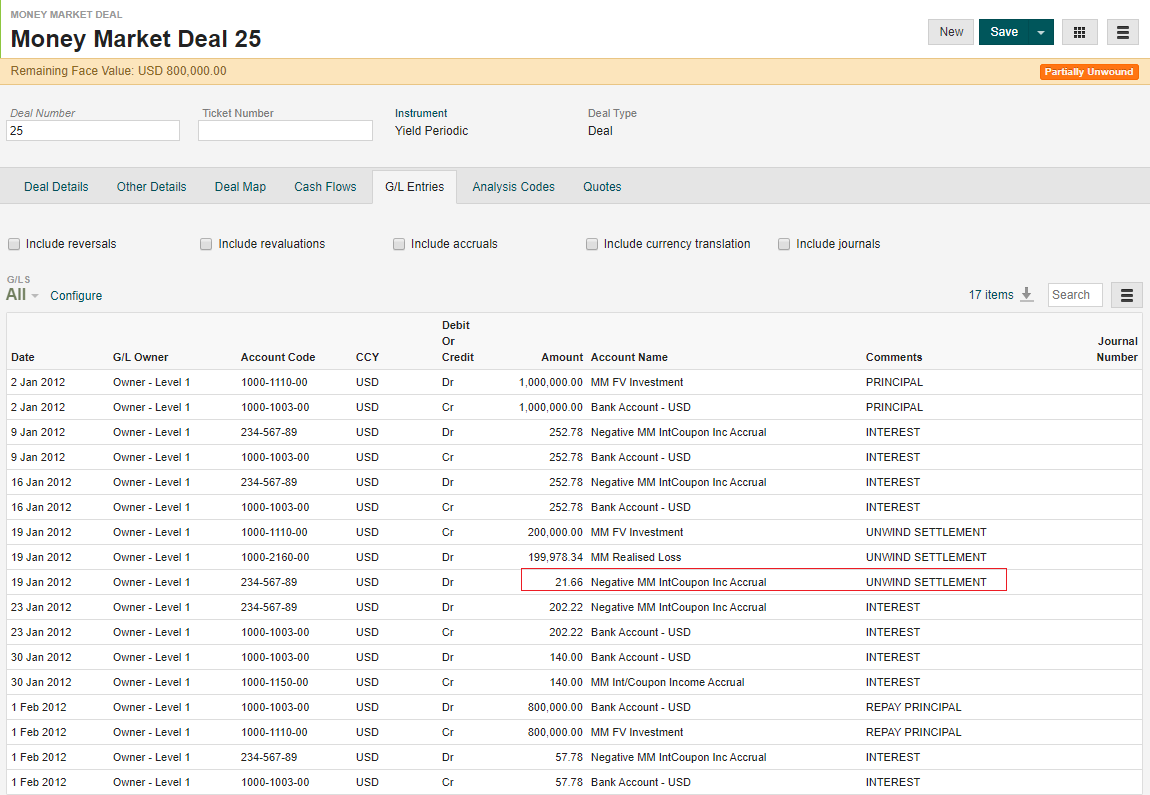 MONEY MARKET DEAL
Money Market Deal 25
New Save
Remaining Face Value: USD 800,000.00 Partially Unwound
Deal Number Ticket Number Instrument Deal Type
25 Yield Periodic Deal
Deal Details Other Details Deal Map Cash Flows G/L Entries Analysis Codes Quotes
Include reversals Include revaluations Include accruals Include currency translation Include journals
G/LS
All Configure 17 items Search
Debit
Or Journal
Date G/L Owner Account Code CCY Credit Amount Account Name Comments Number
2 Jan 2012 Owner - Level 1 1000-1110-00 USD Dr 1,000,000.00 MM FV Investment PRINCIPAL
2 Jan 2012 Owner - Level 1 1000-1003-00 USD Cr 1,000,000.00 Bank Account - USD PRINCIPAL
9 Jan 2012 Owner - Level 1 234-567-89 USD Dr 252.78 Negative MM IntCoupon Inc Accrual INTEREST
9 Jan 2012 Owner - Level 1 1000-1003-00 USD Cr 252.78 Bank Account - USD INTEREST
16 Jan 2012 Owner - Level 1 234-567-89 USD Dr 252.78 Negative MM IntCoupon Inc Accrual INTEREST
16 Jan 2012 Owner - Level 1 1000-1003-00 USD Cr 252.78 Bank Account - USD INTEREST
19 Jan 2012 Owner - Level 1 1000-1110-00 USD Cr 200,000.00 MM FV Investment UNWIND SETTLEMENT
19 Jan 2012 Owner - Level 1 1000-2160-00 USD Dr 199,978.34 MM Realised Loss UNWIND SETTLEMENT
19 Jan 2012 Owner - Level 1 234-567-89 USD Dr 21.66 Negative MM IntCoupon Inc Accrual UNWIND SETTLEMENT
23 Jan 2012 Owner - Level 1 234-567-89 USD Dr 202.22 Negative MM IntCoupon Inc Accrual INTEREST
23 Jan 2012 Owner - Level 1 1000-1003-00 USD Cr 202.22 Bank Account - USD INTEREST
30 Jan 2012 Owner - Level 1 1000-1003-00 USD Dr 140.00 Bank Account - USD INTEREST
30 Jan 2012 Owner - Level 1 1000-1150-00 USD Cr 140.00 MM Int/Coupon Income Accrual INTEREST
1 Feb 2012 Owner - Level 1 1000-1003-00 USD Dr 800,000.00 Bank Account - USD REPAY PRINCIPAL
1 Feb 2012 Owner - Level 1 1000-1110-00 USD Cr 800,000.00 MM FV Investment REPAY PRINCIPAL
1 Feb 2012 Owner - Level 1 234-567-89 USD Dr 57.78 Negative MM IntCoupon Inc Accrual INTEREST
1 Feb 2012 Owner - Level 1 1000-1003-00 USD Cr 57.78 Bank Account - USD INTEREST